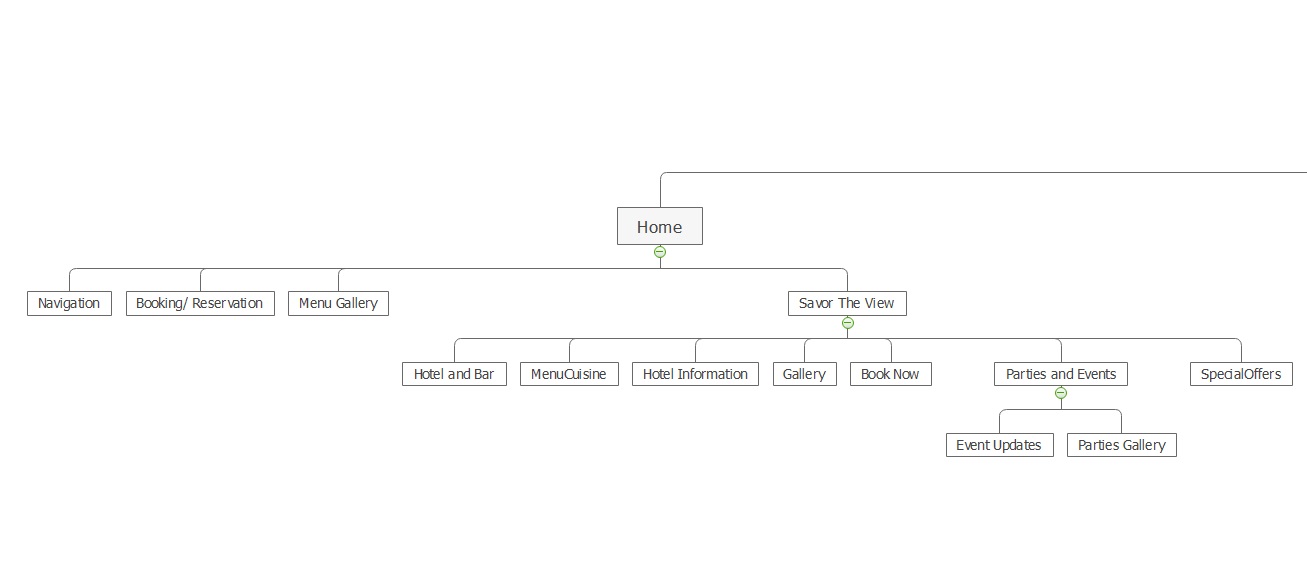 Home
Navigation
Booking/ Reservation
Menu Gallery
Savor The View
Hotel and Bar
MenuCuisine
Hotel Information
Gallery
Book Now
Parties and Events
SpecialOffers
Event Updates
Parties Gallery